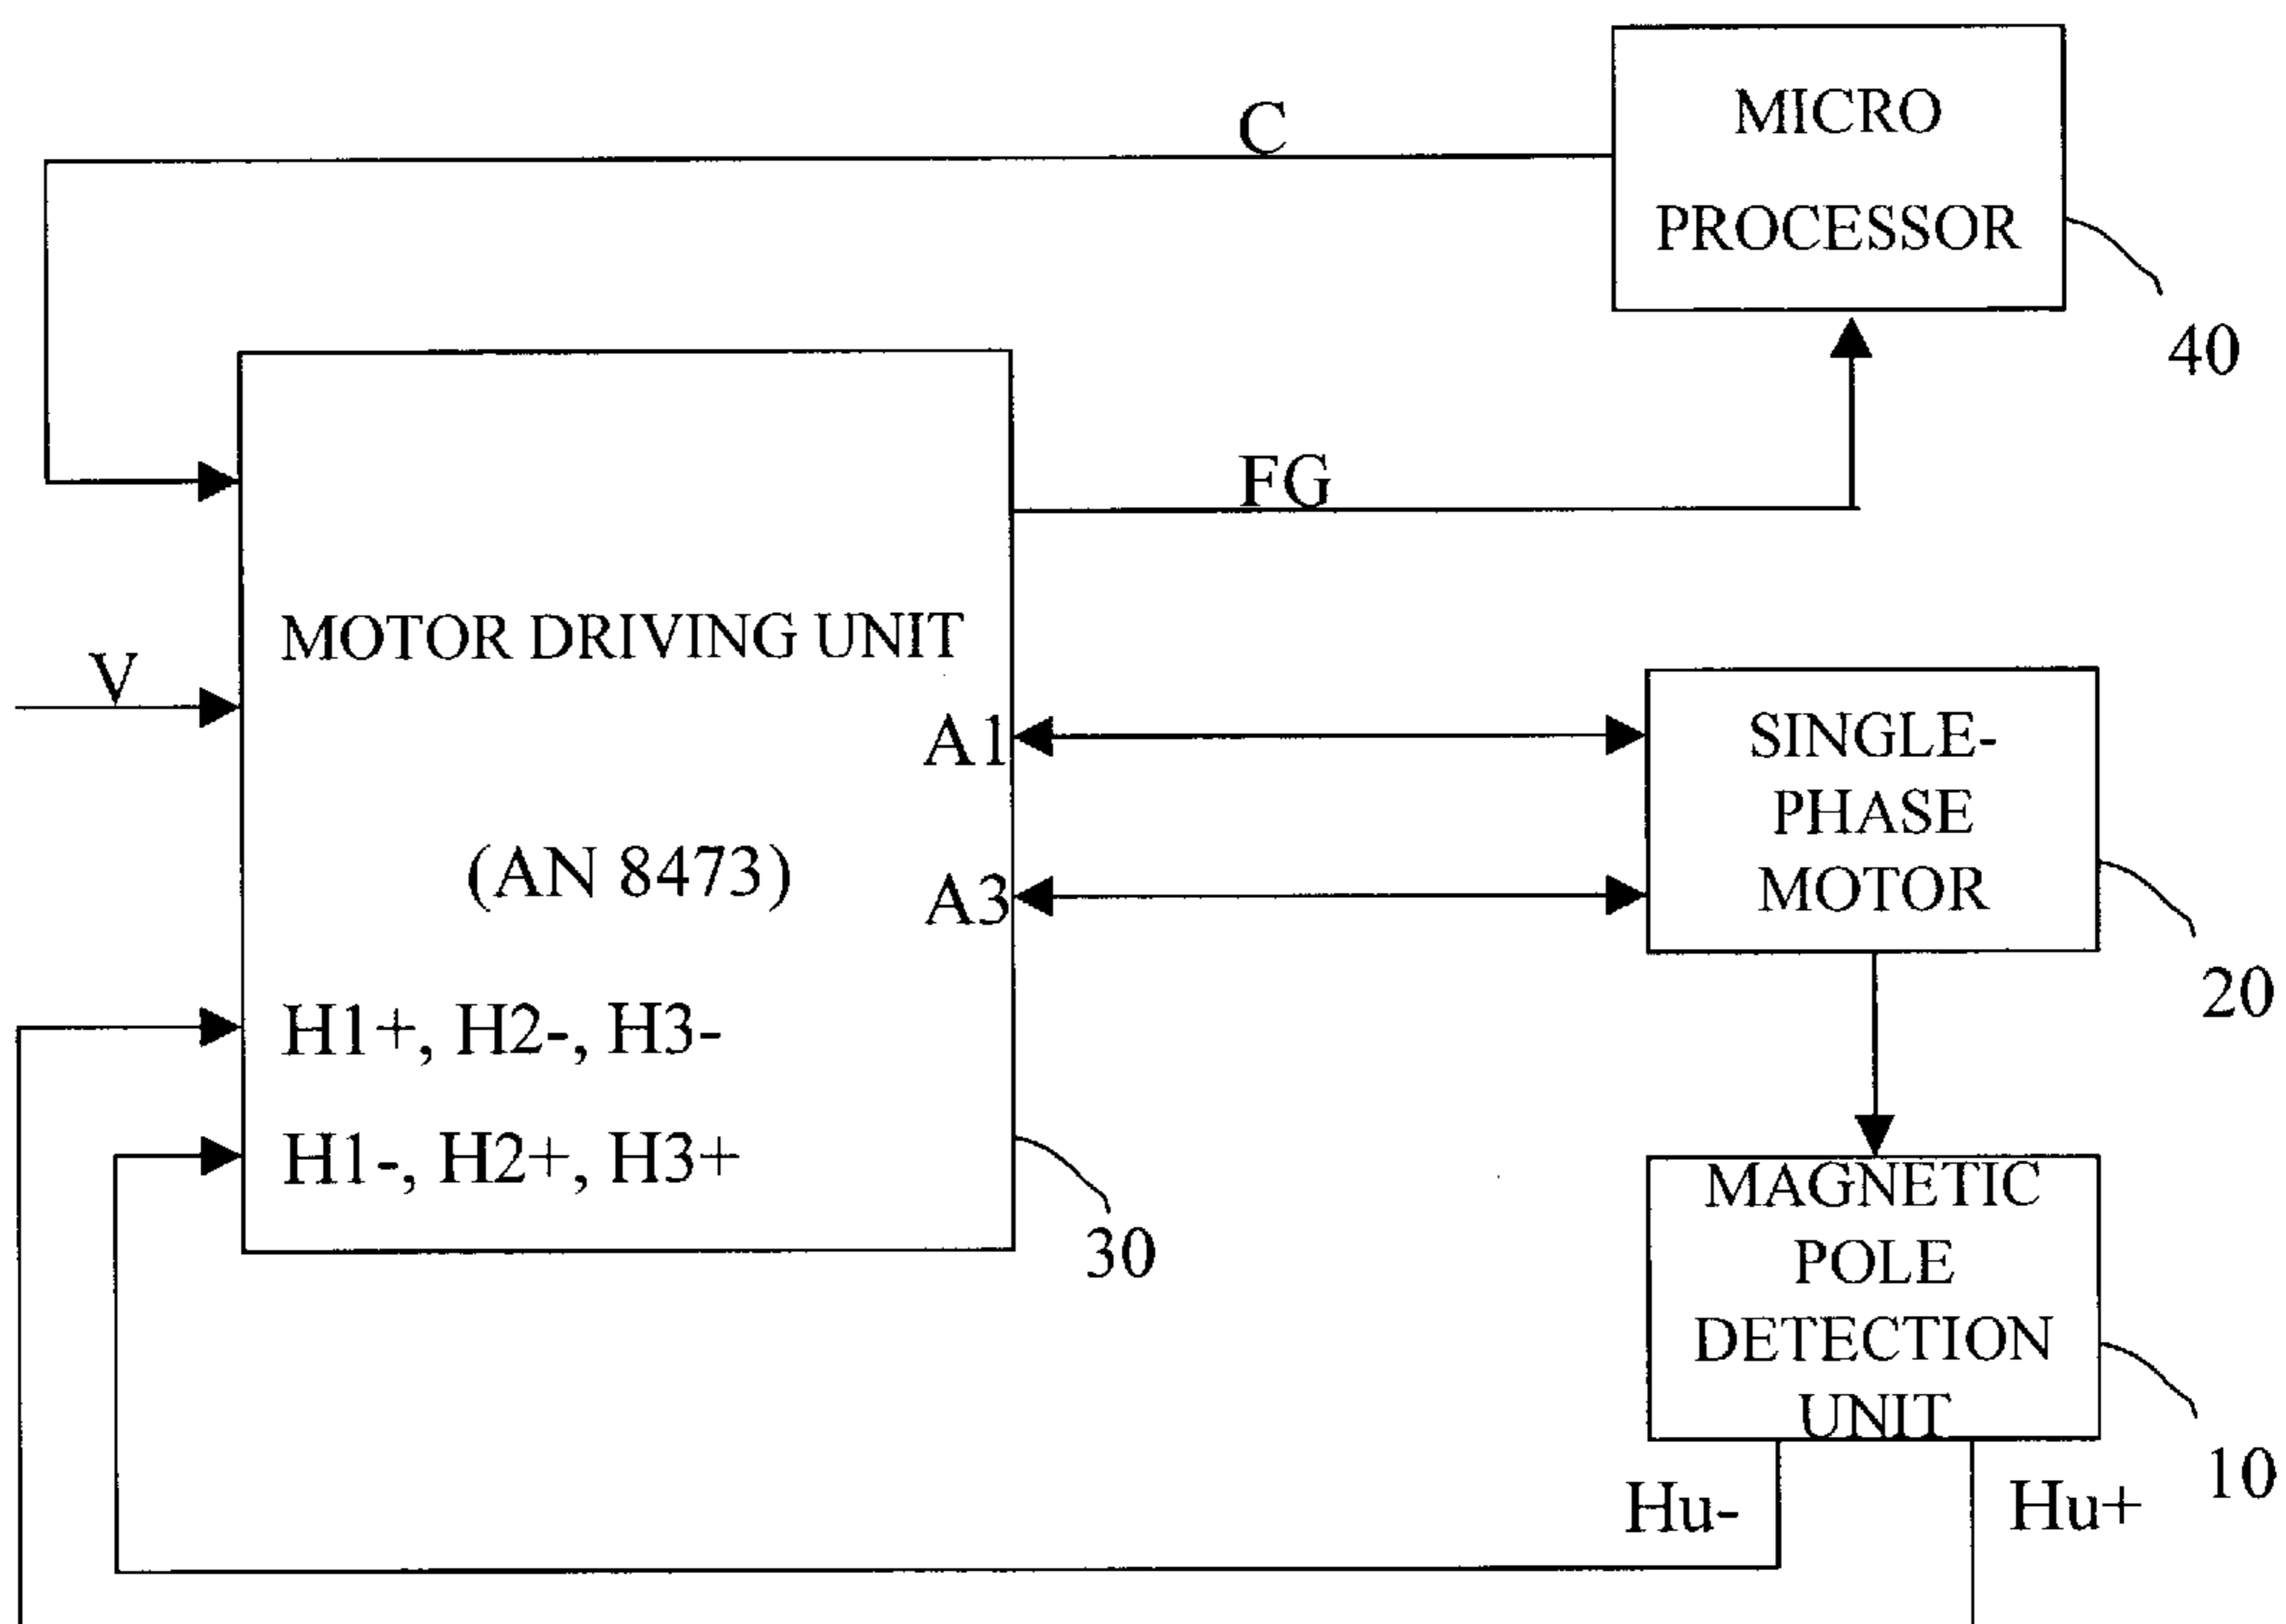 C
MICRO
PROCESSOR
40
FG
MOTOR DRIVING UNIT
V
A1
SINGLE-
PHASE
MOTOR
(AN 8473)
A3
20
H1+, H2-, H3-
H1-, H2+, H3+
30
MAGNETIC
POLE
DETECTION
UNIT
10
Hu-
Hu+